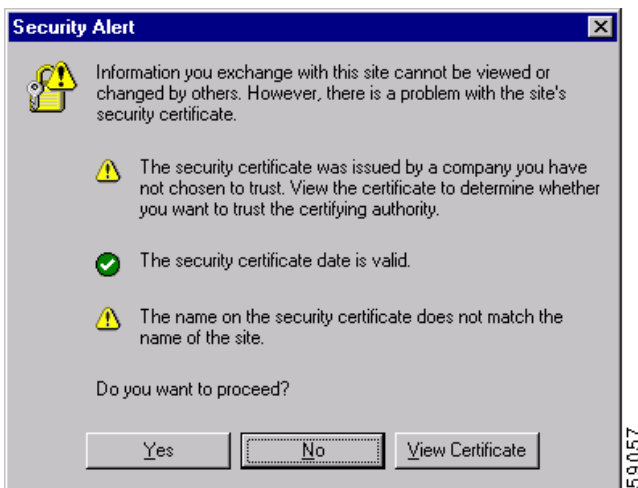 Security Alert
Information you exchange with this site cannot be viewed or
changed by others. However, there is a problem with the site's
security certificate.
The security certificate was issued by a company you have
not chosen to trust. View the certificate to determine whether
you want to trust the certifying authority.
The security certificate date is valid.
The name on the security certificate does not match the
name of the site.
Do you want to proceed?
Yes
No
View Certificate
59057